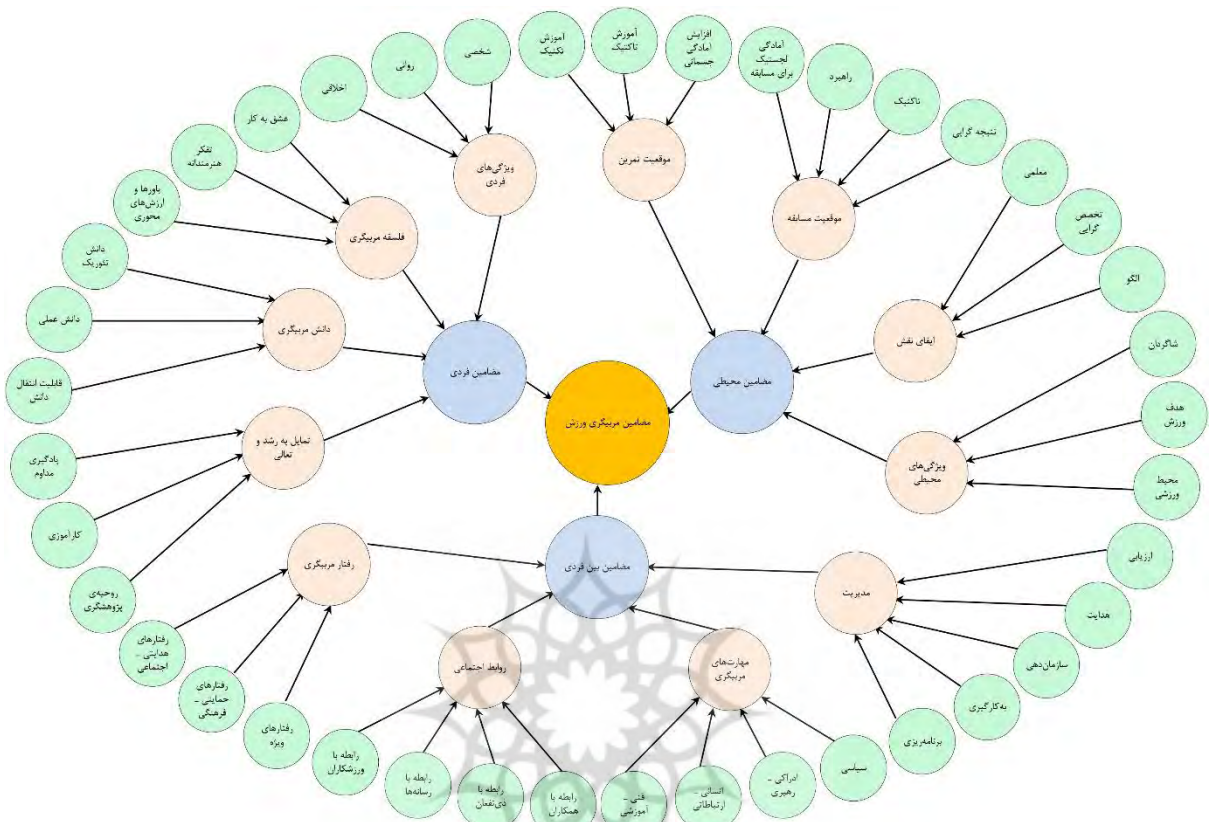 شخصی
روانی
اخلاقی
عشق به کار
تفکر
هنرمندانه
باورها و
ارزش‌های
محوری
دانش
تئوریک
دانش عملی
قابلیت انتقال
دانش
یادگیری
مداوم
کارآموزی
روحیه‌ی
پژوهشگری
رفتارهای
هدایتی ـ
اجتماعی
رفتارهای
حمایتی ـ
فرهنگی
رفتارهای
ویژه
رابطه با
ورزشکاران
رابطه با
رسانه‌ها
رابطه با
ذی‌نفعان
رابطه با
همکاران
فنی ـ
آموزشی
انسانی ـ
ارتباطاتی
ادراکی ـ
رهبری
سیاسی
برنامه‌ریزی
به‌کارگیری
سازمان‌دهی
هدایت
ارزیابی
محیط
ورزشی
هدف
ورزش
شاگردان
الگو
تخصص
گرایی
معلمی
نتیجه گرایی
تاکتیک
راهبرد
آمادگی
لجستیک
برای مسابقه
افزایش
آمادگی
جسمانی
آموزش
تاکتیک
آموزش
تکنیک
ویژگی‌های
فردی
فلسفه مربیگری
دانش مربیگری
تمایل به رشد و
تعالی
رفتار مربیگری
روابط اجتماعی
مهارت‌های
مربیگری
مدیریت
ویژگی‌های
محیطی
ایفای نقش
موقعیت مسابقه
موقعیت تمرین
مضامین فردی
مضامین محیطی
مضامین بین فردی
مضامین مربیگری ورزش